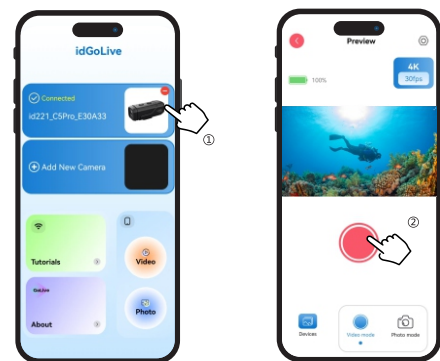 idGoLive
Connected
id221_C5Pro_E30A33
①
Add New Camera
Tutorials
Video
GoLive
About
Photo
Preview
100%
4K
30fps
②
Devices
Video mode
Photo mode